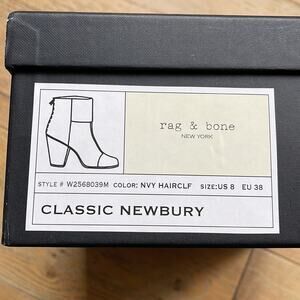 rag & bone
NEW YORK
STYLE # W2568039M COLOR: NVY HAIRCLF SIZE:US 8 EU 38
CLASSIC NEWBURY